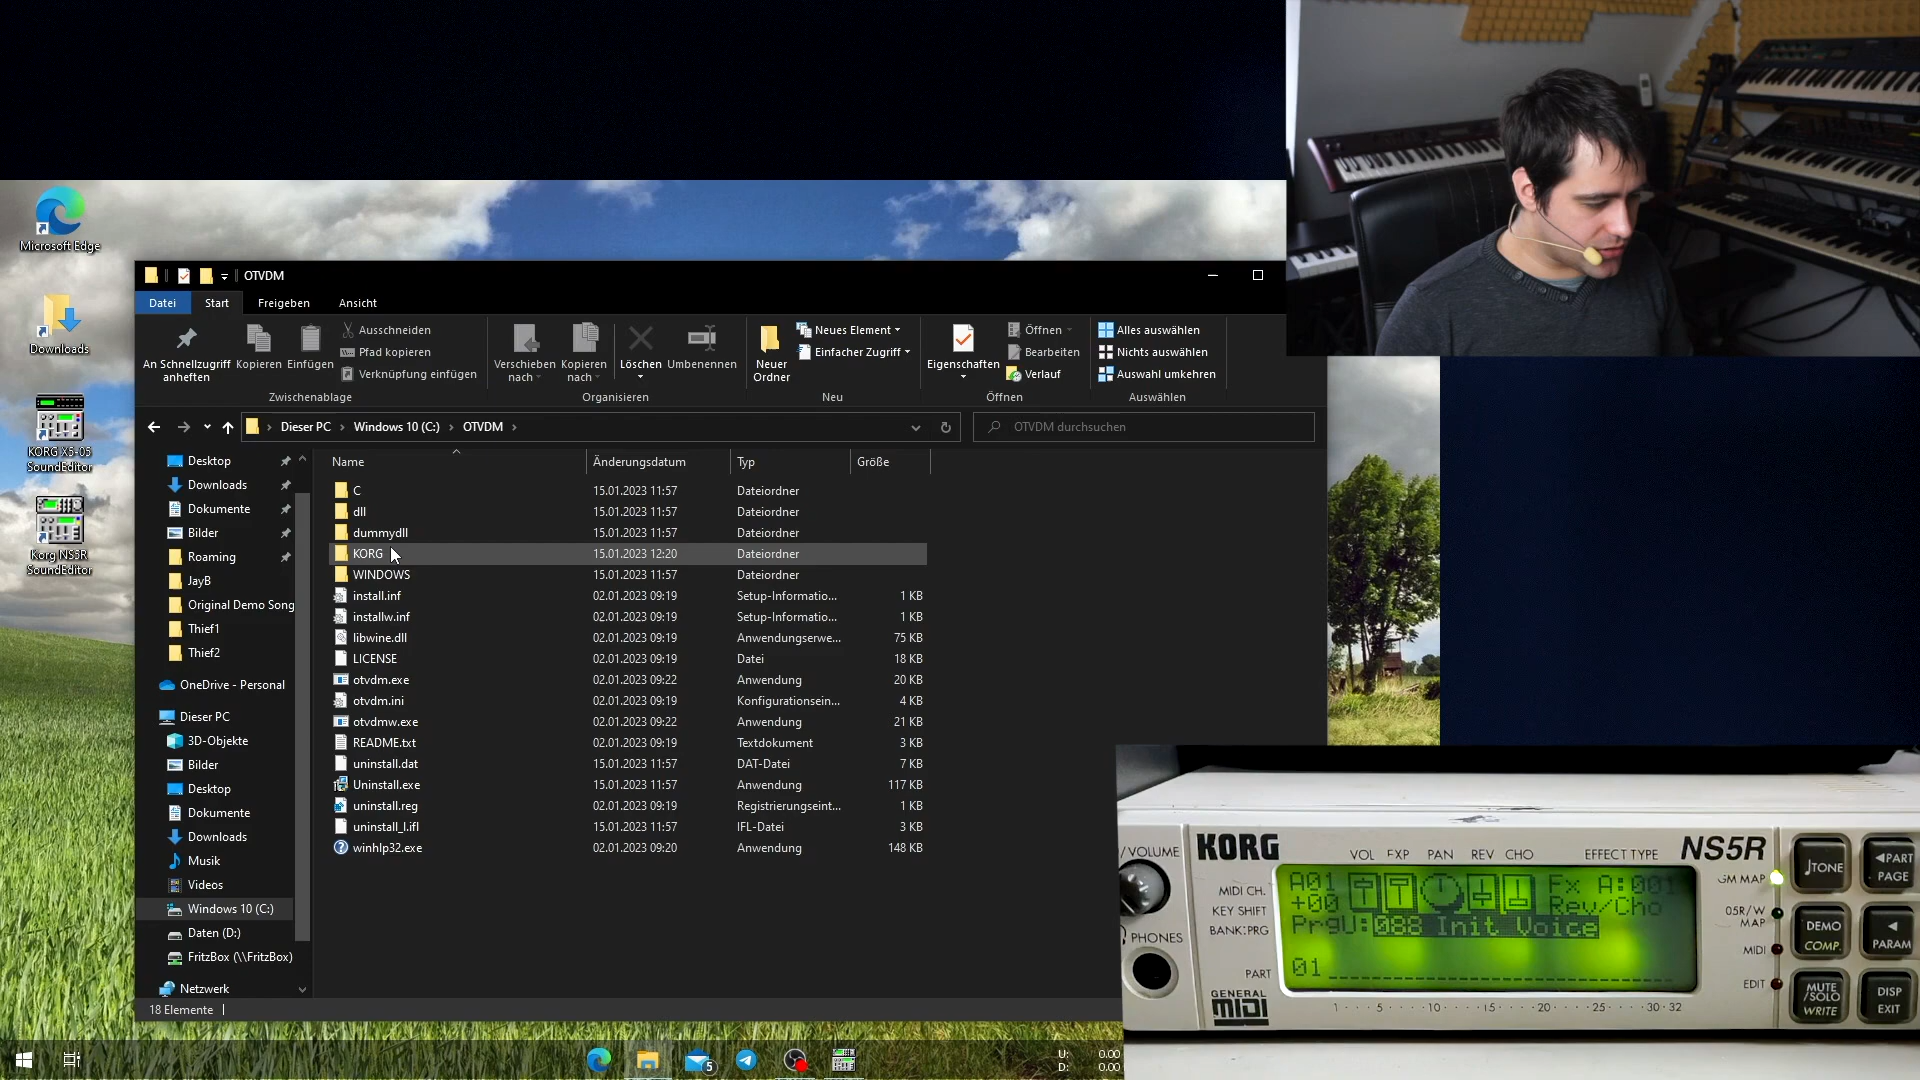 Microsoft Edge
Downloads
KORG X5-05
SoundEditor
Korg NS5R
SoundEditor
OTVDM
Datei
Start
Freigeben
Ansicht
An Schnellzugriff
anheften
Kopieren
Einfügen
Ausschneiden
Pfad kopieren
Verknüpfung einfügen
Zwischenablage
Verschieben
nach
Kopieren
nach
Löschen
Umbenennen
Organisieren
Neuer
Ordner
Neues Element
Einfacher Zugriff
Neu
Eigenschaften
Öffnen
Bearbeiten
Verlauf
Öffnen
Alles auswählen
Nichts auswählen
Auswahl umkehren
Auswählen
Dieser PC > Windows 10 (C:) > OTVDM >
OTVDM durchsuchen
Desktop
Downloads
Dokumente
Bilder
Roaming
JayB
Original Demo Song
Thief1
Thief2
OneDrive - Personal
Dieser PC
3D-Objekte
Bilder
Desktop
Dokumente
Downloads
Musik
Videos
Windows 10 (C:)
Daten (D:)
FritzBox (\\FritzBox)
Netzwerk
Name Änderungsdatum Typ Größe
C 15.01.2023 11:57 Dateiordner
dll 15.01.2023 11:57 Dateiordner
dummydll 15.01.2023 11:57 Dateiordner
KORG 15.01.2023 12:20 Dateiordner
WINDOWS 15.01.2023 11:57 Dateiordner
install.inf 02.01.2023 09:19 Setup-Informatio... 1 KB
installw.inf 02.01.2023 09:19 Setup-Informatio... 1 KB
libwine.dll 02.01.2023 09:19 Anwendungserwe... 75 KB
LICENSE 02.01.2023 09:19 Datei 18 KB
otvdm.exe 02.01.2023 09:22 Anwendung 20 KB
otvdm.ini 02.01.2023 09:19 Konfigurationsein... 4 KB
otvdmw.exe 02.01.2023 09:22 Anwendung 21 KB
README.txt 02.01.2023 09:19 Textdokument 3 KB
uninstall.dat 15.01.2023 11:57 DAT-Datei 7 KB
Uninstall.exe 15.01.2023 11:57 Anwendung 117 KB
uninstall.reg 02.01.2023 09:19 Registrierungseint... 1 KB
uninstall_l.ifl 15.01.2023 11:57 IFL-Datei 3 KB
winhlp32.exe 02.01.2023 09:20 Anwendung 148 KB
18 Elemente
5
U: 0.00
D: 0.00
/VOLUME
PHONES
KORG
NS5R
VOL EXP PAN REV CHO EFFECT TYPE
MIDI CH.
KEY SHIFT
BANK:PRG
PART
GENERAL
MIDI
A01 Fx A:001
+00 Rev/Cho
PrgU:088 Init Voice
01
1 5 10 15 20 25 30·32
GM MAP
05R/W
MAP
MIDI
EDIT
TONE
PART
PAGE
DEMO
COMP.
PARAM
MUTE
/SOLO
WRITE
DISP
EXIT